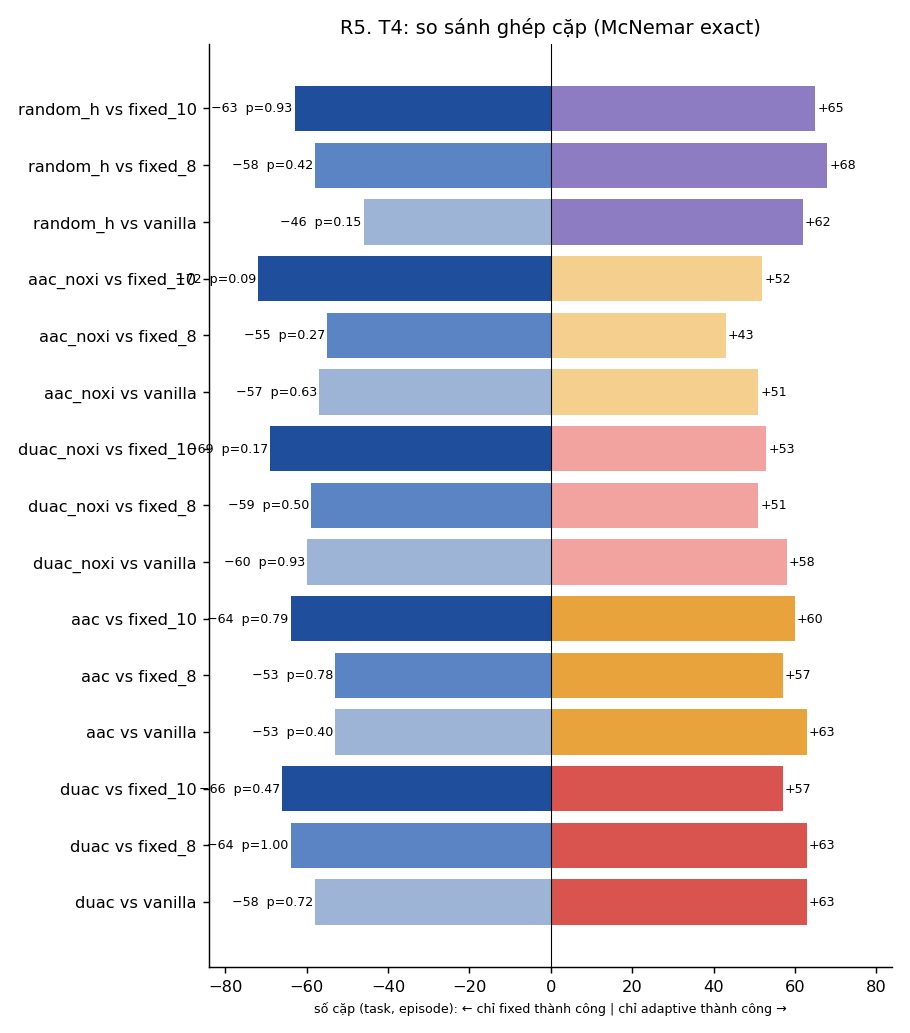 R5. T4: so sánh ghép cặp (McNemar exact)
random_h vs fixed_10 −63 p=0.93 +65
random_h vs fixed_8 −58 p=0.42 +68
random_h vs vanilla −46 p=0.15 +62
aac_noxi vs fixed_10 −72 p=0.09 +52
aac_noxi vs fixed_8 −55 p=0.27 +43
aac_noxi vs vanilla −57 p=0.63 +51
duac_noxi vs fixed_10 −69 p=0.17 +53
duac_noxi vs fixed_8 −59 p=0.50 +51
duac_noxi vs vanilla −60 p=0.93 +58
aac vs fixed_10 −64 p=0.79 +60
aac vs fixed_8 −53 p=0.78 +57
aac vs vanilla −53 p=0.40 +63
duac vs fixed_10 −66 p=0.47 +57
duac vs fixed_8 −64 p=1.00 +63
duac vs vanilla −58 p=0.72 +63
−80 −60 −40 −20 0 20 40 60 80
số cặp (task, episode): ← chỉ fixed thành công | chỉ adaptive thành công →